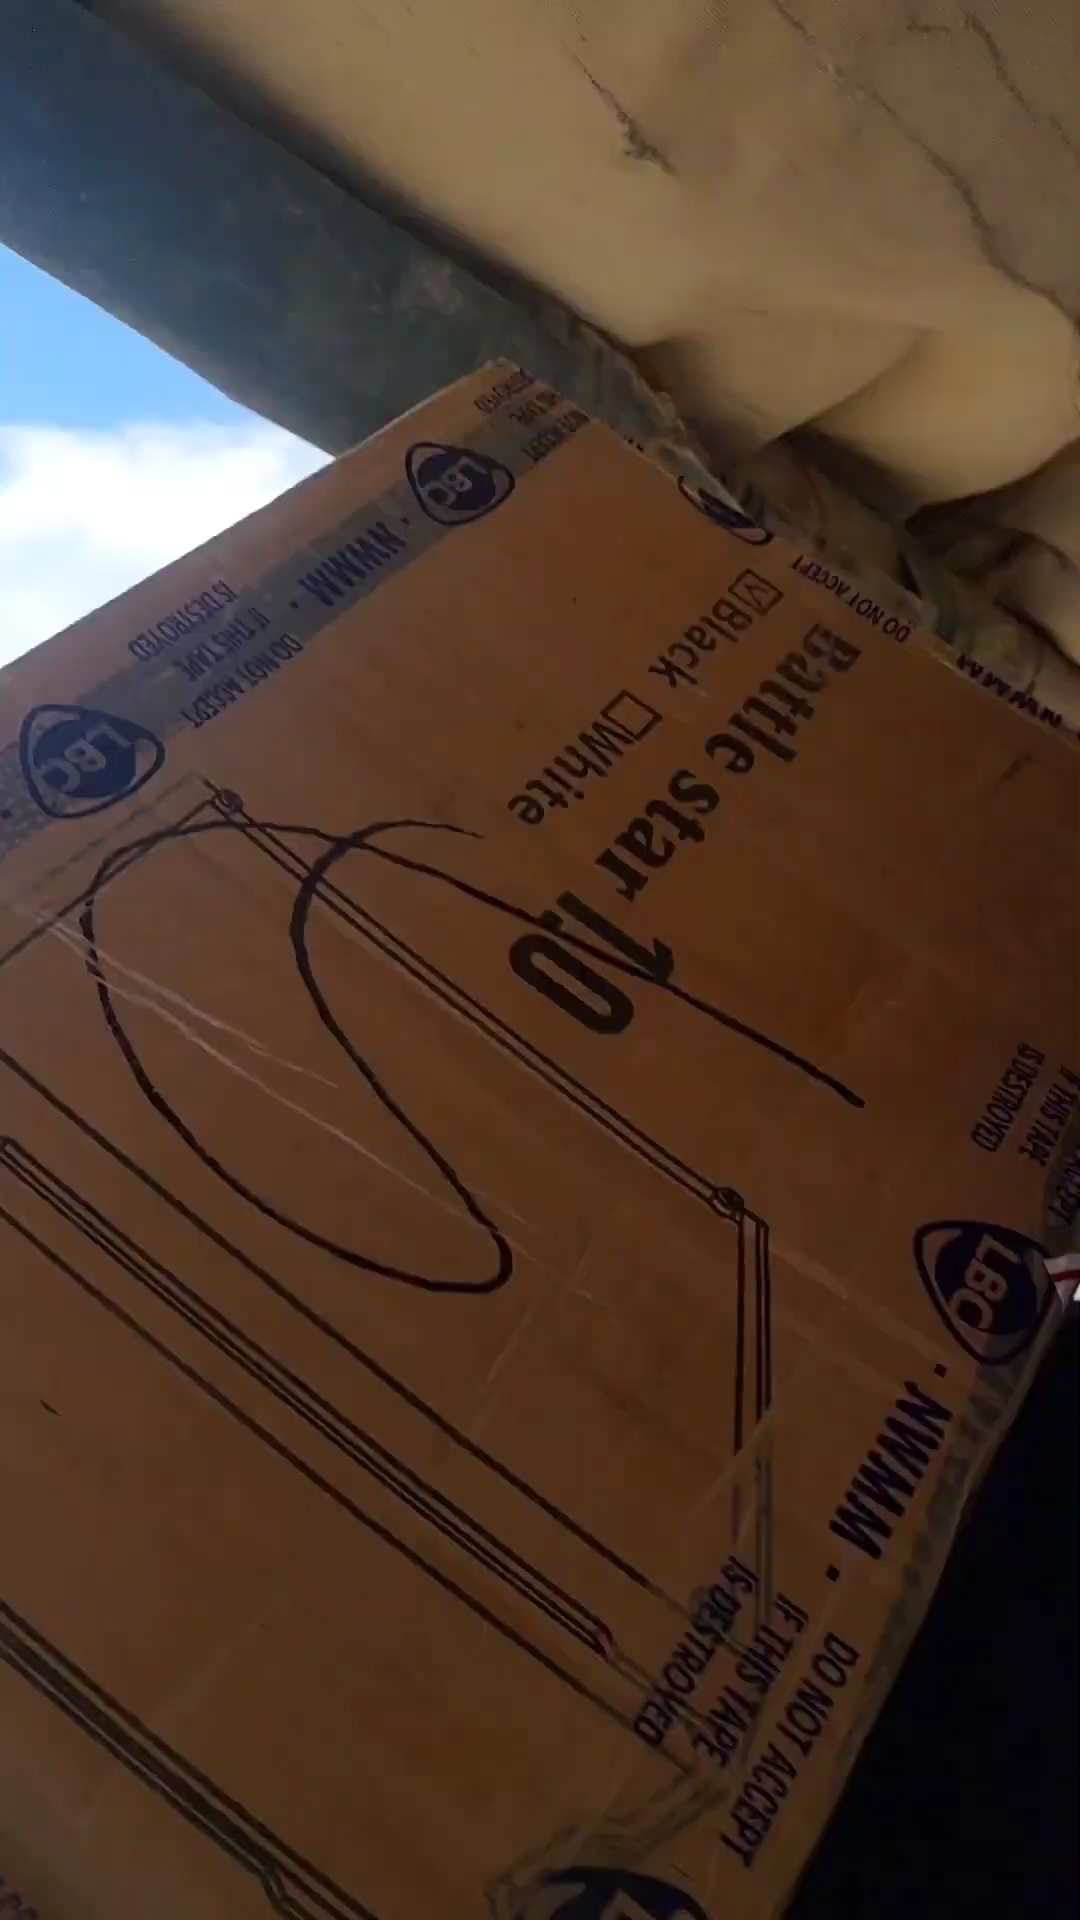 Battle star 1.0
☑Black ☐White
LBC
• NWMM •
DO NOT ACCEPT
IF THIS TAPE
IS DESTROYED
LBC
DO NOT ACCEPT
• NWMM
LBC
• NWMM •
DO NOT ACCEPT
IF THIS TAPE
IS DESTROYED
IF THIS TAPE
IS DESTROYED